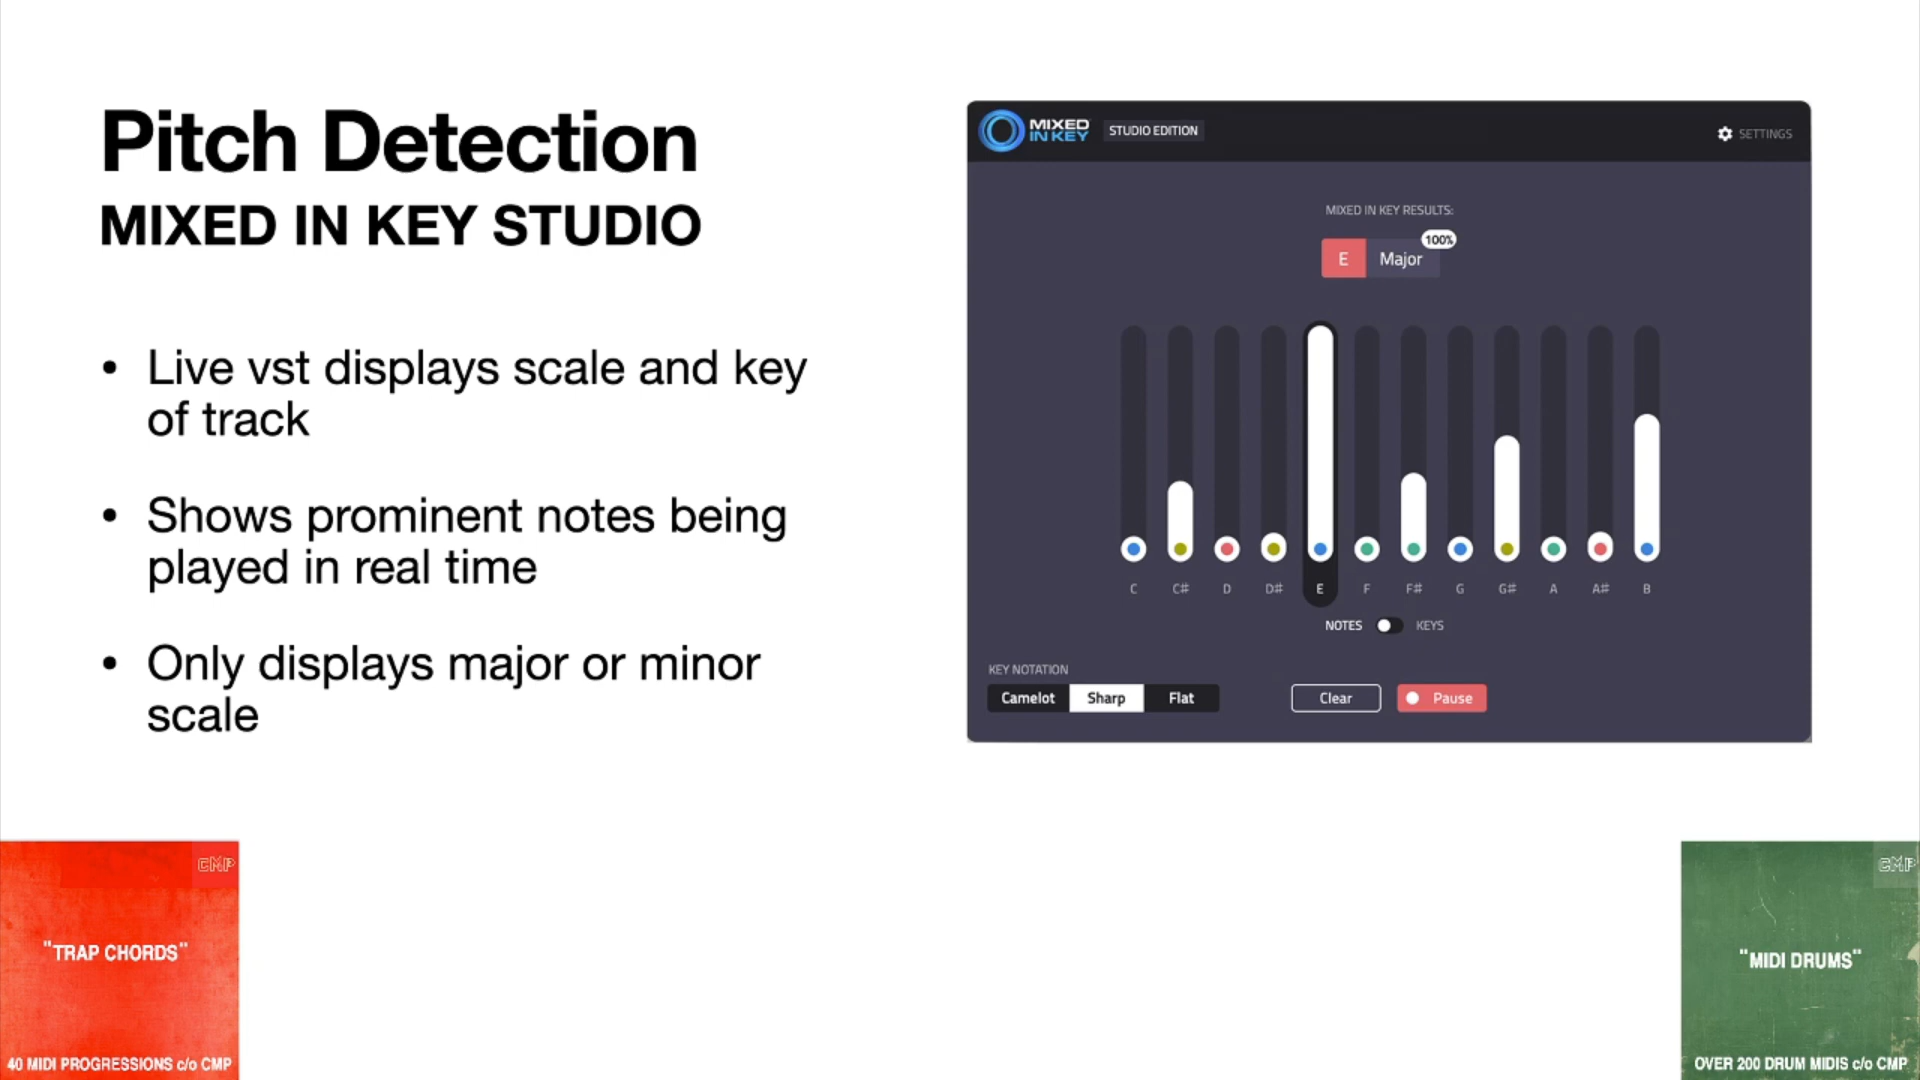 Pitch Detection
MIXED IN KEY STUDIO
• Live vst displays scale and key
of track
• Shows prominent notes being
played in real time
• Only displays major or minor
scale
MIXED
IN KEY
STUDIO EDITION
SETTINGS
MIXED IN KEY RESULTS:
100%
E Major
C C# D D# E F F# G G# A A# B
NOTES KEYS
KEY NOTATION
Camelot Sharp Flat Clear Pause
CMP
"TRAP CHORDS"
40 MIDI PROGRESSIONS c/o CMP
CMP
"MIDI DRUMS"
OVER 200 DRUM MIDIS c/o CMP